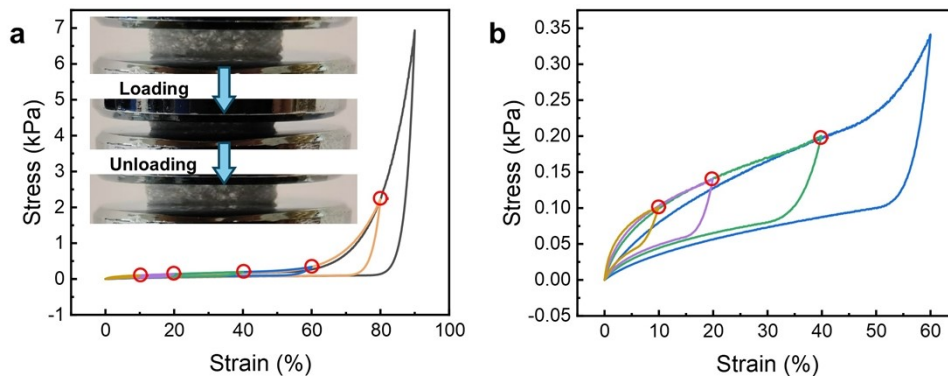 a
Stress (kPa)
7
6
5
4
3
2
1
0
-1
Loading
Unloading
0 20 40 60 80 100
Strain (%)
b
Stress (kPa)
0.35
0.30
0.25
0.20
0.15
0.10
0.05
0.00
-0.05
0 10 20 30 40 50 60
Strain (%)